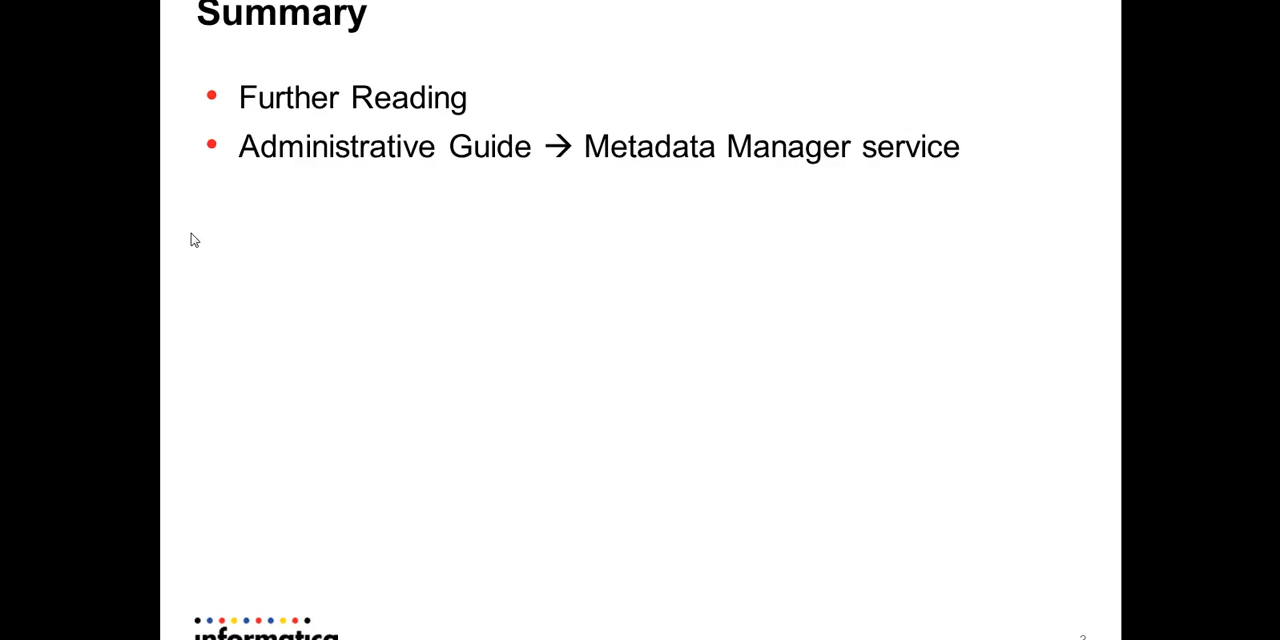 Summary
• Further Reading
• Administrative Guide → Metadata Manager service
informatica